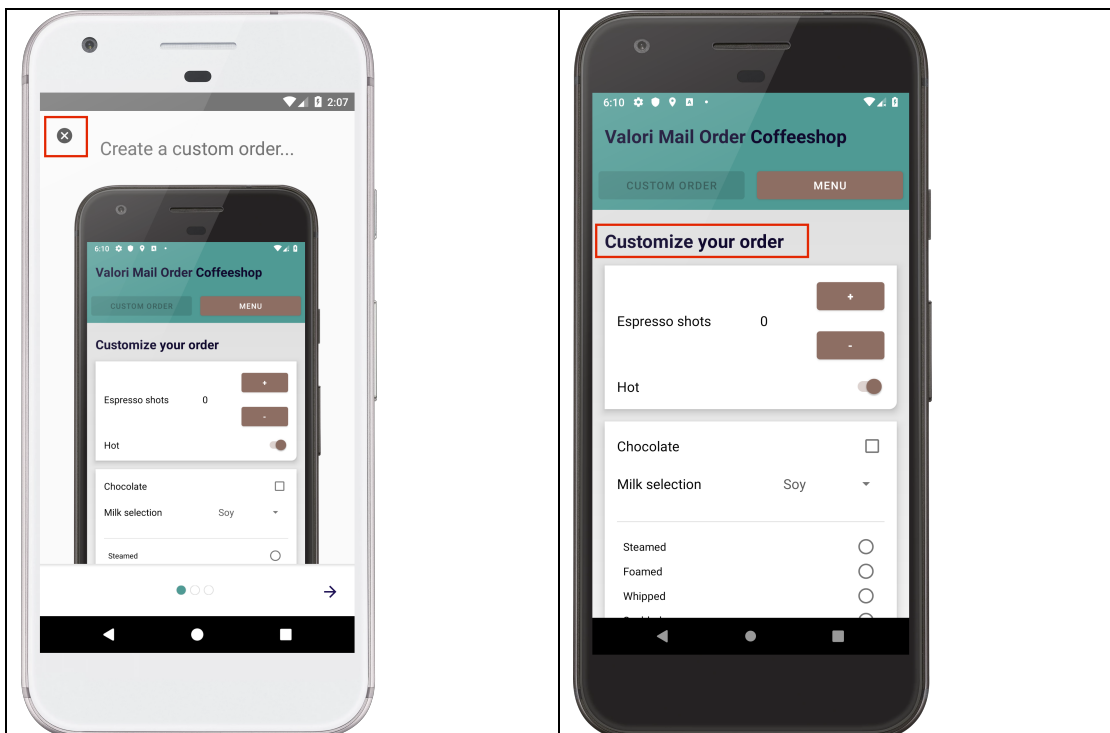 2:07
Create a custom order...
6:10
Valori Mail Order Coffeeshop
CUSTOM ORDER MENU
Customize your order
+
Espresso shots 0
-
Hot
Chocolate
Milk selection Soy
Steamed
6:10
Valori Mail Order Coffeeshop
CUSTOM ORDER MENU
Customize your order
+
Espresso shots 0
-
Hot
Chocolate
Milk selection Soy
Steamed
Foamed
Whipped